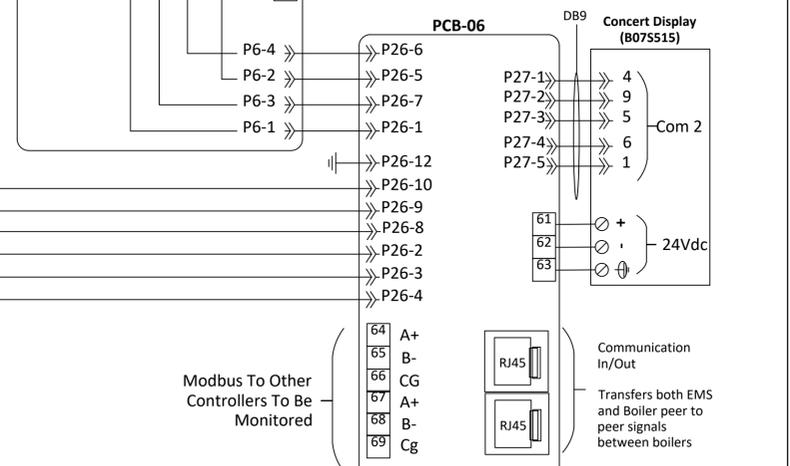 PCB-06
DB9
Concert Display
(B07S515)
P6-4 P26-6
P6-2 P26-5
P6-3 P26-7
P6-1 P26-1
P26-12
P26-10
P26-9
P26-8
P26-2
P26-3
P26-4
P27-1 4
P27-2 9
P27-3 5
P27-4 6
P27-5 1
Com 2
61 +
62 -
63
24Vdc
64 A+
65 B-
66 CG
67 A+
68 B-
69 Cg
Modbus To Other
Controllers To Be
Monitored
RJ45
RJ45
Communication
In/Out
Transfers both EMS
and Boiler peer to
peer signals
between boilers